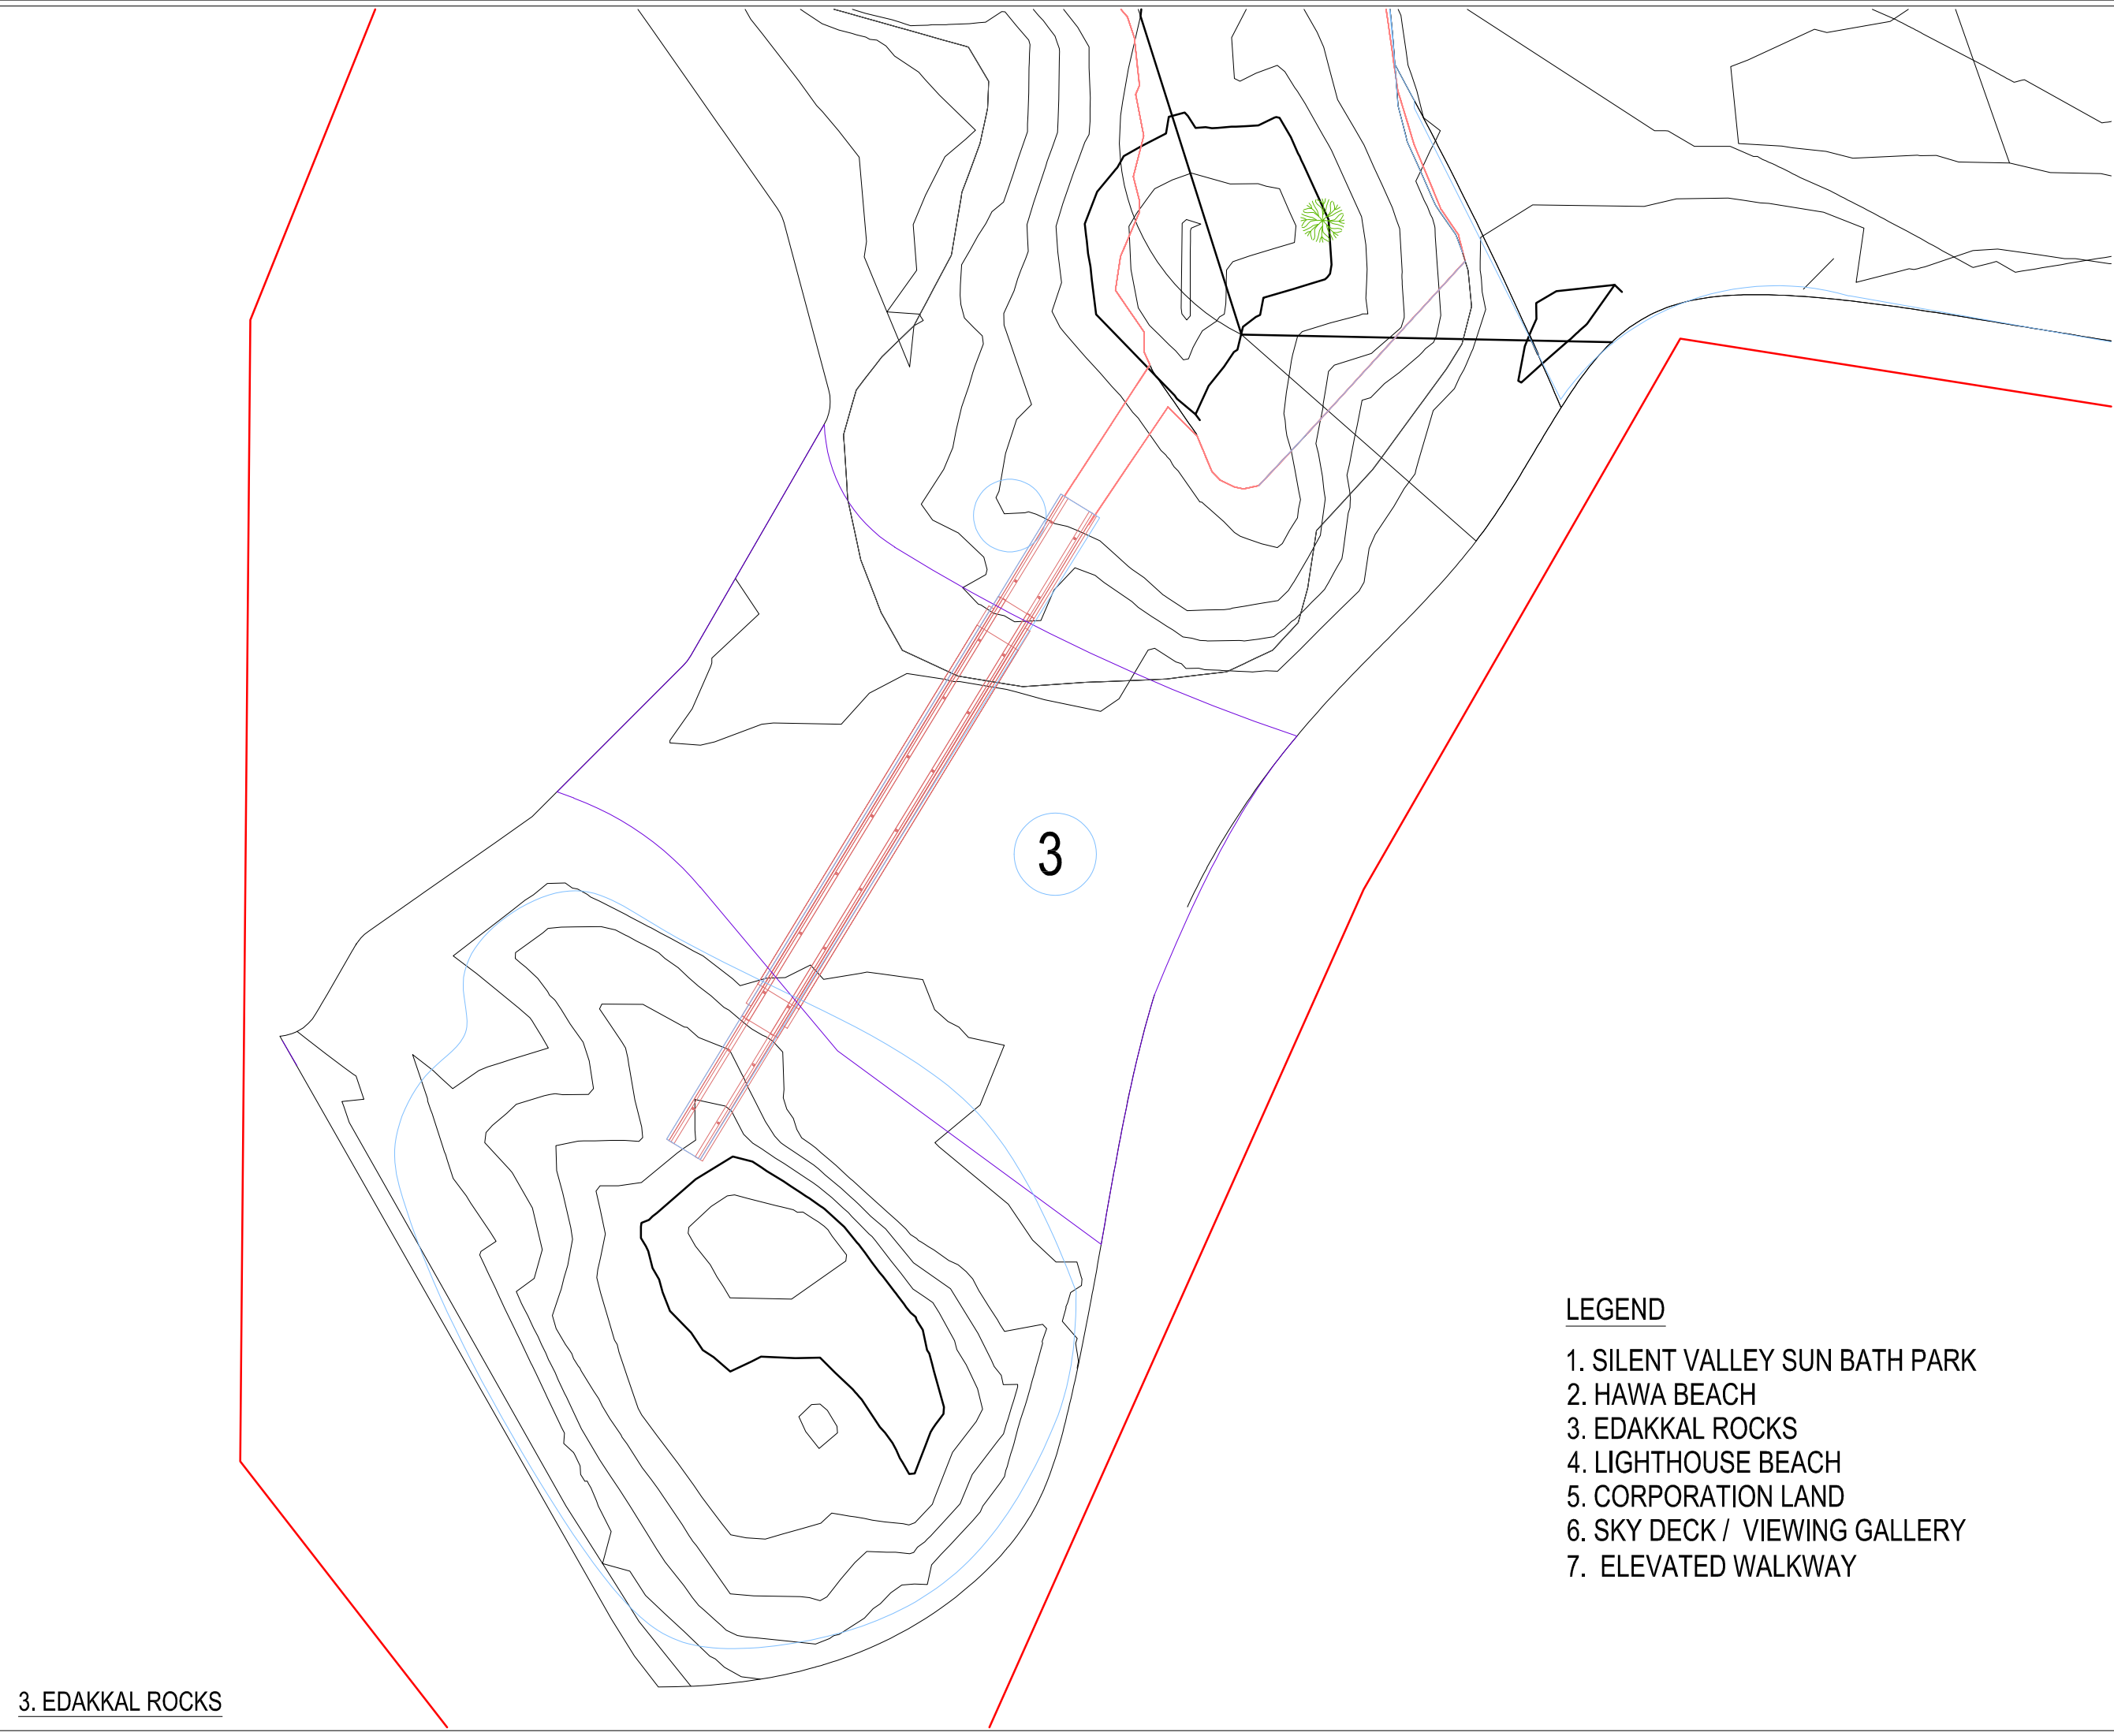 3
LEGEND
1. SILENT VALLEY SUN BATH PARK
2. HAWA BEACH
3. EDAKKAL ROCKS
4. LIGHTHOUSE BEACH
5. CORPORATION LAND
6. SKY DECK / VIEWING GALLERY
7. ELEVATED WALKWAY
3. EDAKKAL ROCKS